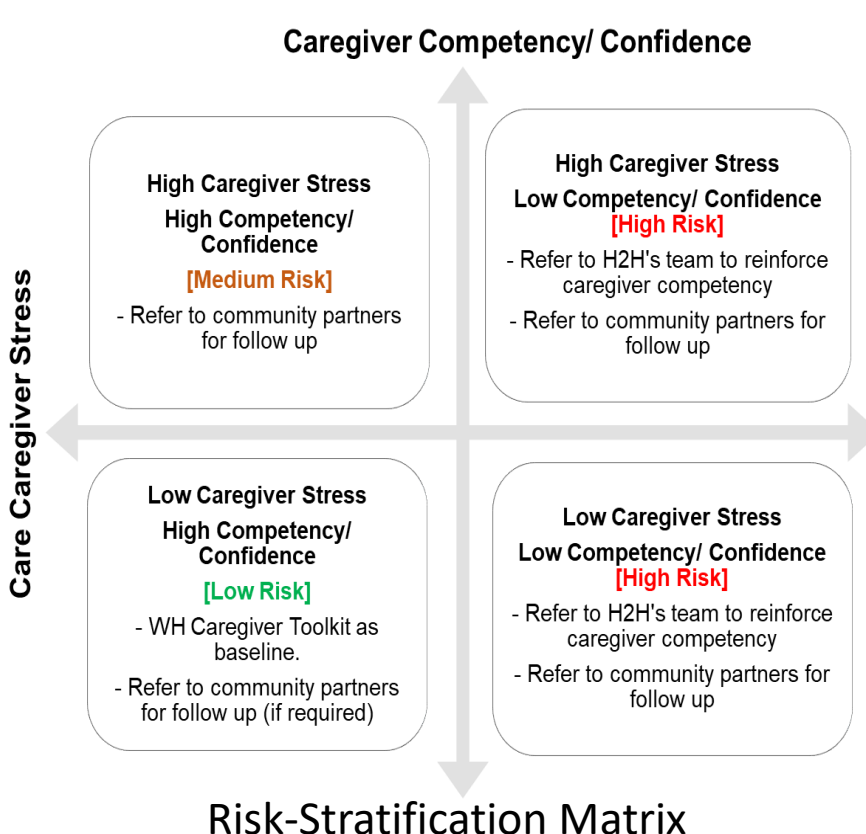 Caregiver Competency/ Confidence
Care Caregiver Stress
High Caregiver Stress
High Competency/
Confidence
[Medium Risk]
- Refer to community partners
for follow up
High Caregiver Stress
Low Competency/ Confidence
[High Risk]
- Refer to H2H's team to reinforce
caregiver competency
- Refer to community partners for
follow up
Low Caregiver Stress
High Competency/
Confidence
[Low Risk]
- WH Caregiver Toolkit as
baseline.
- Refer to community partners
for follow up (if required)
Low Caregiver Stress
Low Competency/ Confidence
[High Risk]
- Refer to H2H's team to reinforce
caregiver competency
- Refer to community partners for
follow up
Risk-Stratification Matrix